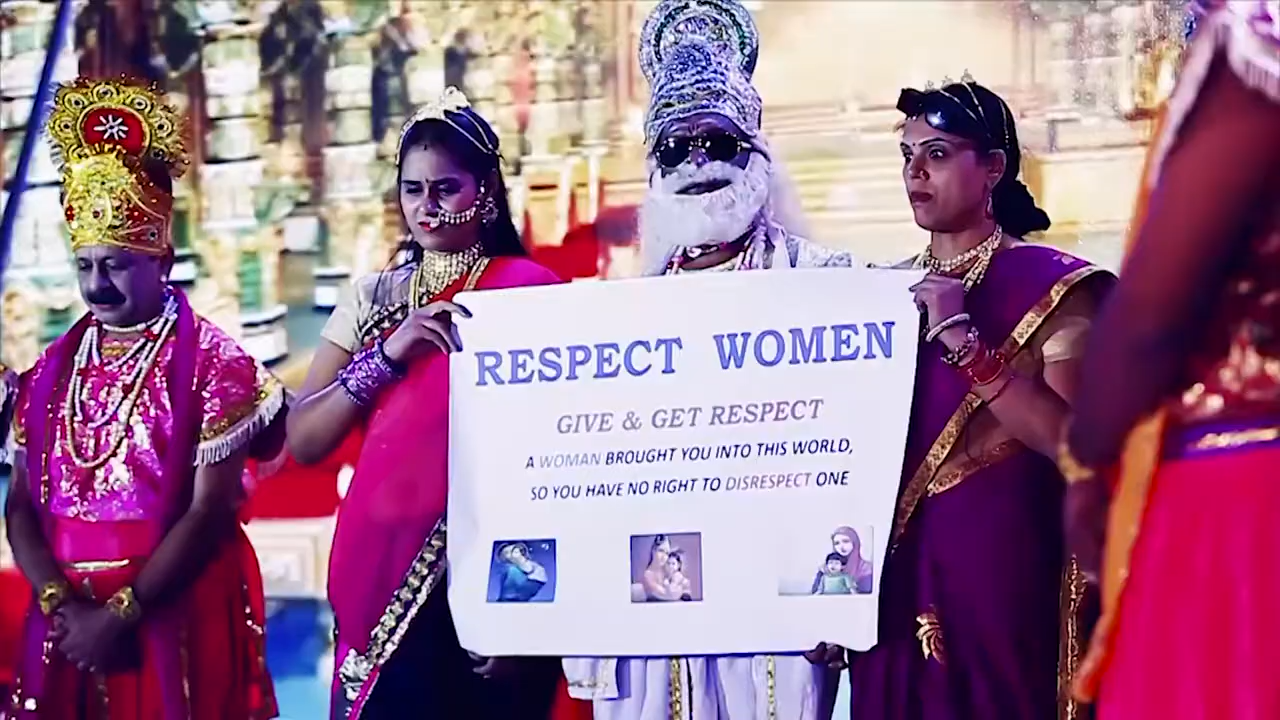 RESPECT WOMEN
GIVE & GET RESPECT
A WOMAN BROUGHT YOU INTO THIS WORLD,
SO YOU HAVE NO RIGHT TO DISRESPECT ONE